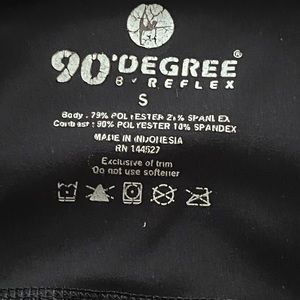 90°DEGREE®
BY REFLEX
S
Body : 79% POLYESTER 21% SPANDEX
Contrast : 90% POLYESTER 10% SPANDEX
MADE IN INDONESIA
RN 144527
Exclusive of trim
Do not use softener